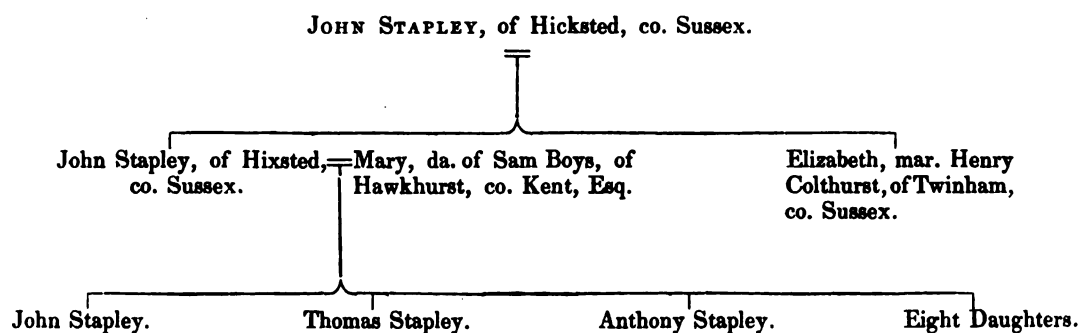 JOHN STAPLEY, of Hicksted, co. Sussex.
John Stapley, of Hixsted,
co. Sussex.
Mary, da. of Sam Boys, of
Hawkhurst, co. Kent, Esq.
Elizabeth, mar. Henry
Colthurst, of Twinham,
co. Sussex.
John Stapley.
Thomas Stapley.
Anthony Stapley.
Eight Daughters.